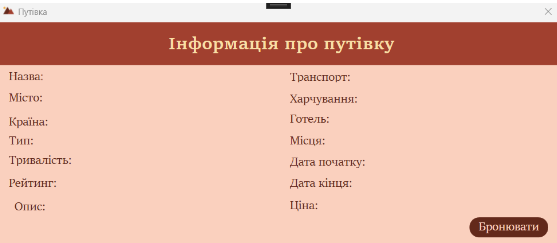 Путівка
Інформація про путівку
Назва:
Місто:
Країна:
Тип:
Тривалість:
Рейтинг:
Опис:
Транспорт:
Харчування:
Готель:
Місця:
Дата початку:
Дата кінця:
Ціна:
Бронювати